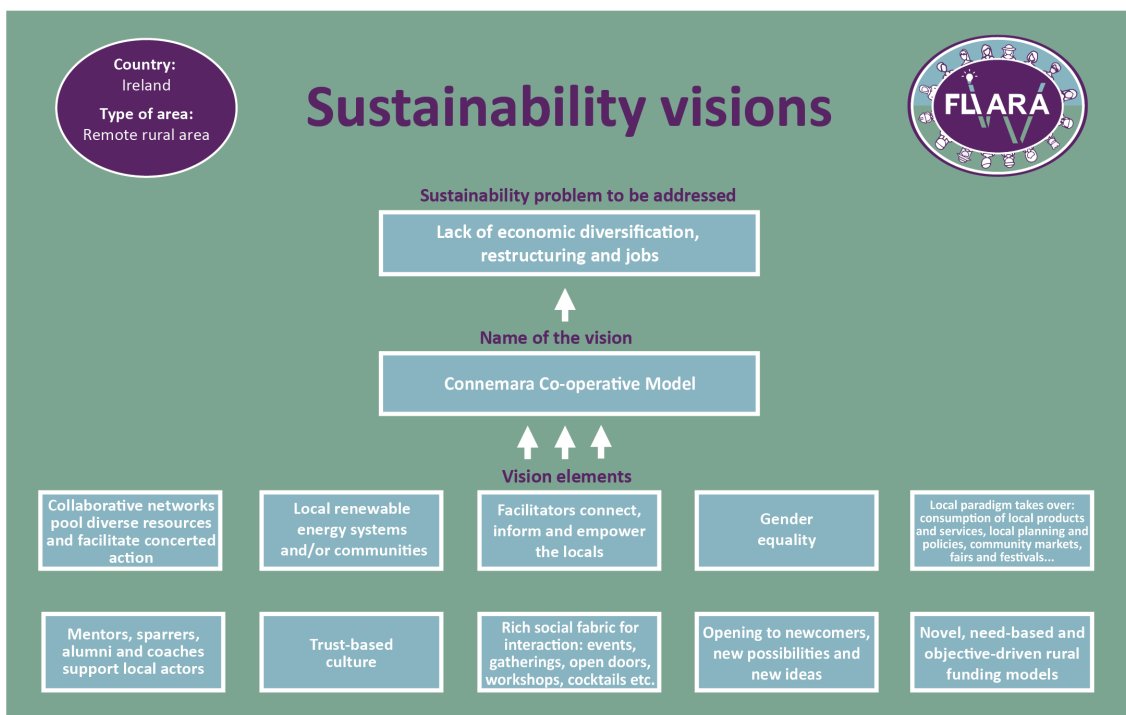 Country:
Ireland
Type of area:
Remote rural area
Sustainability visions
FLIARA
Sustainability problem to be addressed
Lack of economic diversification,
restructuring and jobs
Name of the vision
Connemara Co-operative Model
Vision elements
Collaborative networks
pool diverse resources
and facilitate concerted
action
Local renewable
energy systems
and/or communities
Facilitators connect,
inform and empower
the locals
Gender
equality
Local paradigm takes over:
consumption of local products
and services, local planning and
policies, community markets,
fairs and festivals...
Mentors, sparrers,
alumni and coaches
support local actors
Trust-based
culture
Rich social fabric for
interaction: events,
gatherings, open doors,
workshops, cocktails etc.
Opening to newcomers,
new possibilities and
new ideas
Novel, need-based and
objective-driven rural
funding models